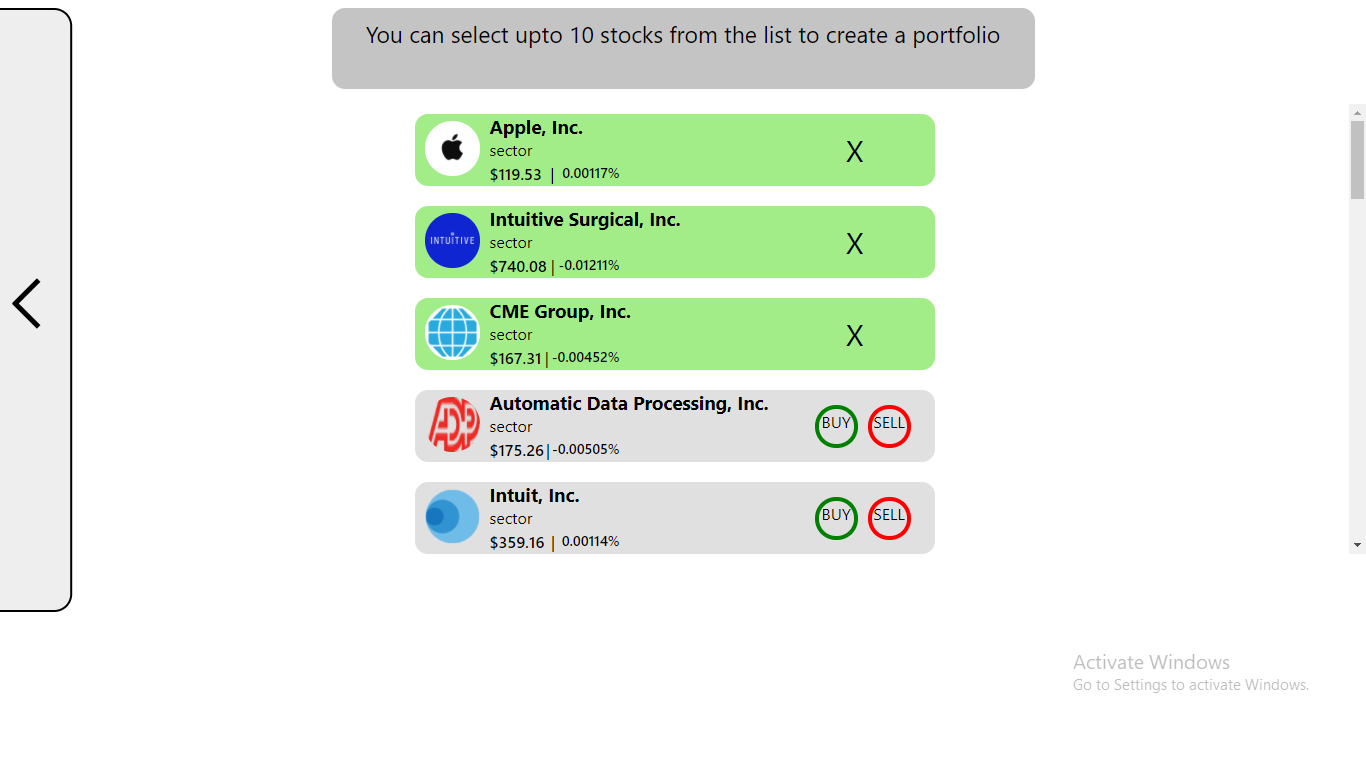 You can select upto 10 stocks from the list to create a portfolio
Apple, Inc.
sector
$119.53 | 0.00117%
X
INTUITIVE
Intuitive Surgical, Inc.
sector
$740.08 | -0.01211%
X
CME Group, Inc.
sector
$167.31 | -0.00452%
X
ADP
Automatic Data Processing, Inc.
sector
$175.26 | -0.00505%
BUY SELL
Intuit, Inc.
sector
$359.16 | 0.00114%
BUY SELL
Activate Windows
Go to Settings to activate Windows.